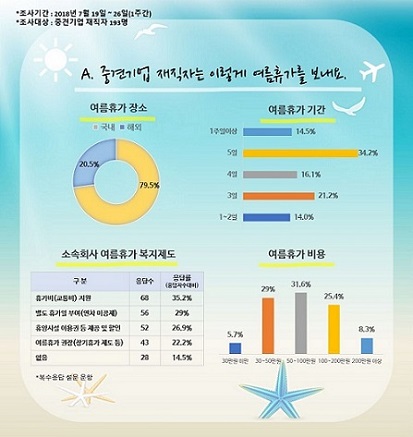 *조사기간 : 2018년 7월 19일 ~ 26일(1주간)
*조사대상 : 중견기업 재직자 193명
A. 중견기업 재직자는 이렇게 여름휴가를 보내요.
여름휴가 장소
국내 해외
20.5%
79.5%
여름휴가 기간
1주일이상 14.5%
5일 34.2%
4일 16.1%
3일 21.2%
1~2일 14.0%
소속회사 여름휴가 복지제도
구분 응답수 응답률
(응답자수대비)
휴가비(교통비) 지원 68 35.2%
별도 휴가일 부여(연차 미공제) 56 29%
휴양시설 이용권 등 제공 및 할인 52 26.9%
여름휴가 권장(장기휴가 제도 등) 43 22.2%
없음 28 14.5%
*복수응답 설문 문항
여름휴가 비용
5.7% 29% 31.6% 25.4% 8.3%
30만원 미만 30~50만원 50~100만원 100~200만원 200만원 이상